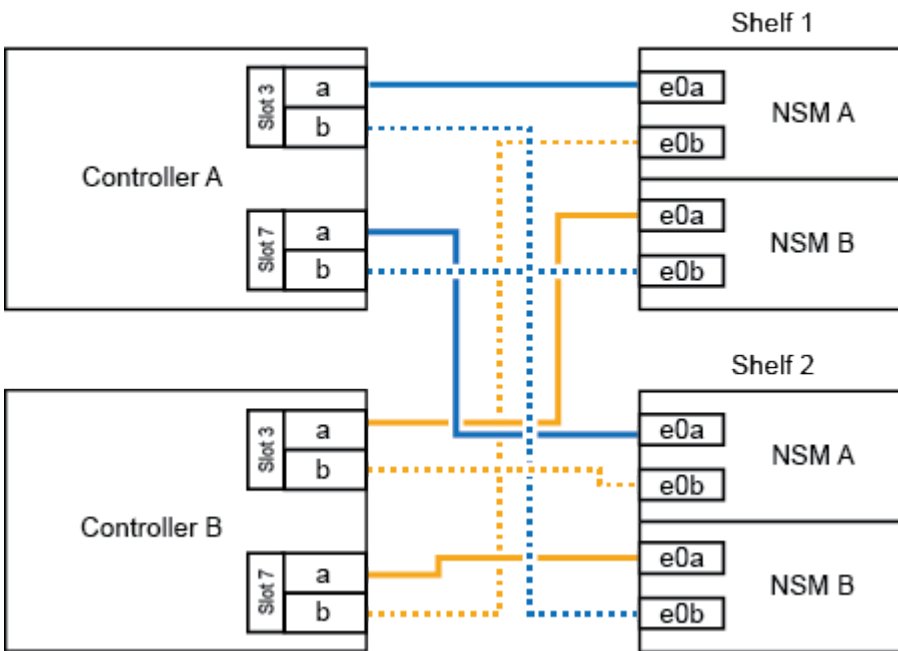 Shelf 1
Controller A
Slot 3
a
b
Slot 7
a
b
e0a
e0b
NSM A
e0a
e0b
NSM B
Shelf 2
Controller B
Slot 3
a
b
Slot 7
a
b
e0a
e0b
NSM A
e0a
e0b
NSM B